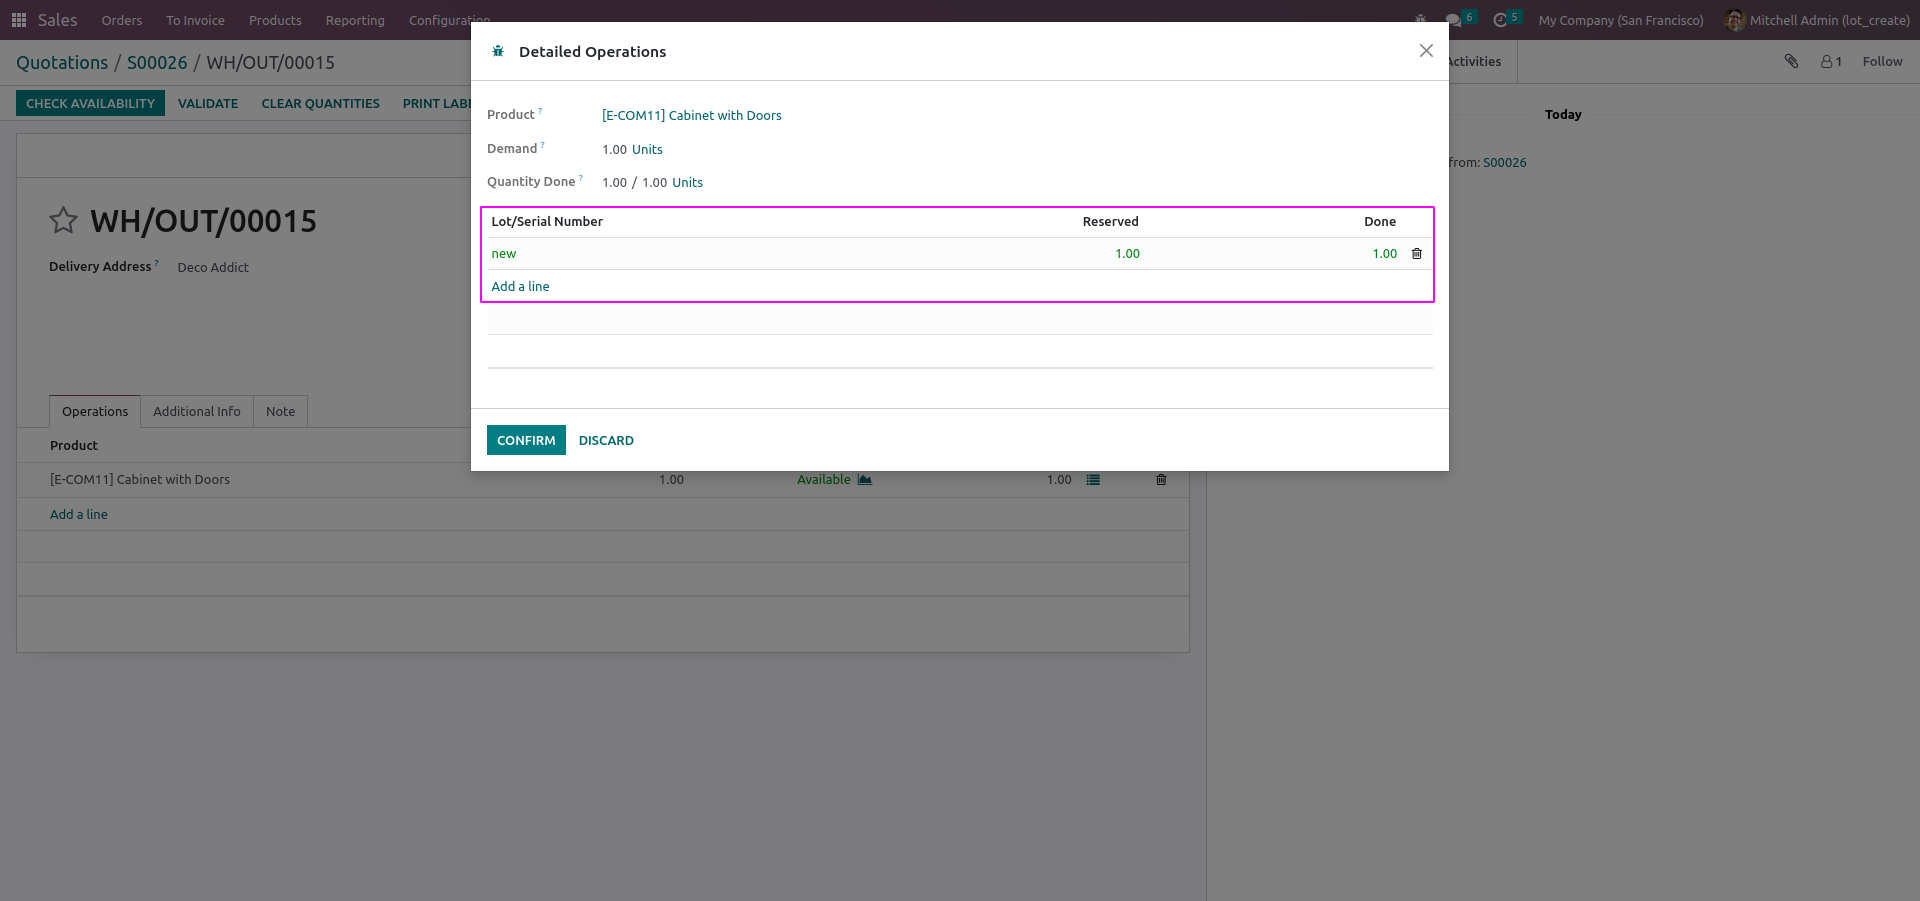 Sales Orders To Invoice Products Reporting Configuration 6 5 My Company (San Francisco) Mitchell Admin (lot_create)
Quotations / S00026 / WH/OUT/00015
Activities 1 Follow
CHECK AVAILABILITY VALIDATE CLEAR QUANTITIES PRINT LABE
Today
from: S00026
WH/OUT/00015
Delivery Address ? Deco Addict
Operations Additional Info Note
Product
[E-COM11] Cabinet with Doors 1.00 Available 1.00
Add a line
Detailed Operations
Product ? [E-COM11] Cabinet with Doors
Demand ? 1.00 Units
Quantity Done ? 1.00 / 1.00 Units
Lot/Serial Number Reserved Done
new 1.00 1.00
Add a line
CONFIRM DISCARD